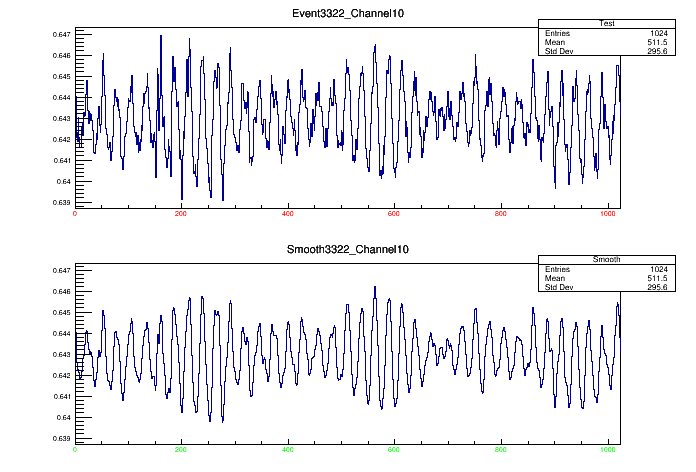 Event3322_Channel10
Test
Entries 1024
Mean 511.5
Std Dev 295.6
0.647
0.646
0.645
0.644
0.643
0.642
0.641
0.64
0.639
0 200 400 600 800 1000
Smooth3322_Channel10
Smooth
Entries 1024
Mean 511.5
Std Dev 295.6
0.647
0.646
0.645
0.644
0.643
0.642
0.641
0.64
0.639
0 200 400 600 800 1000